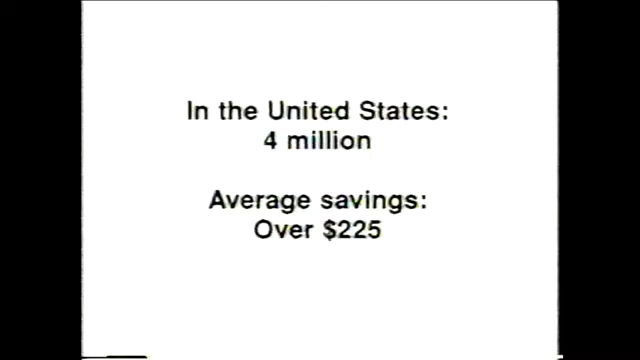 In the United States:
4 million
Average savings:
Over $225